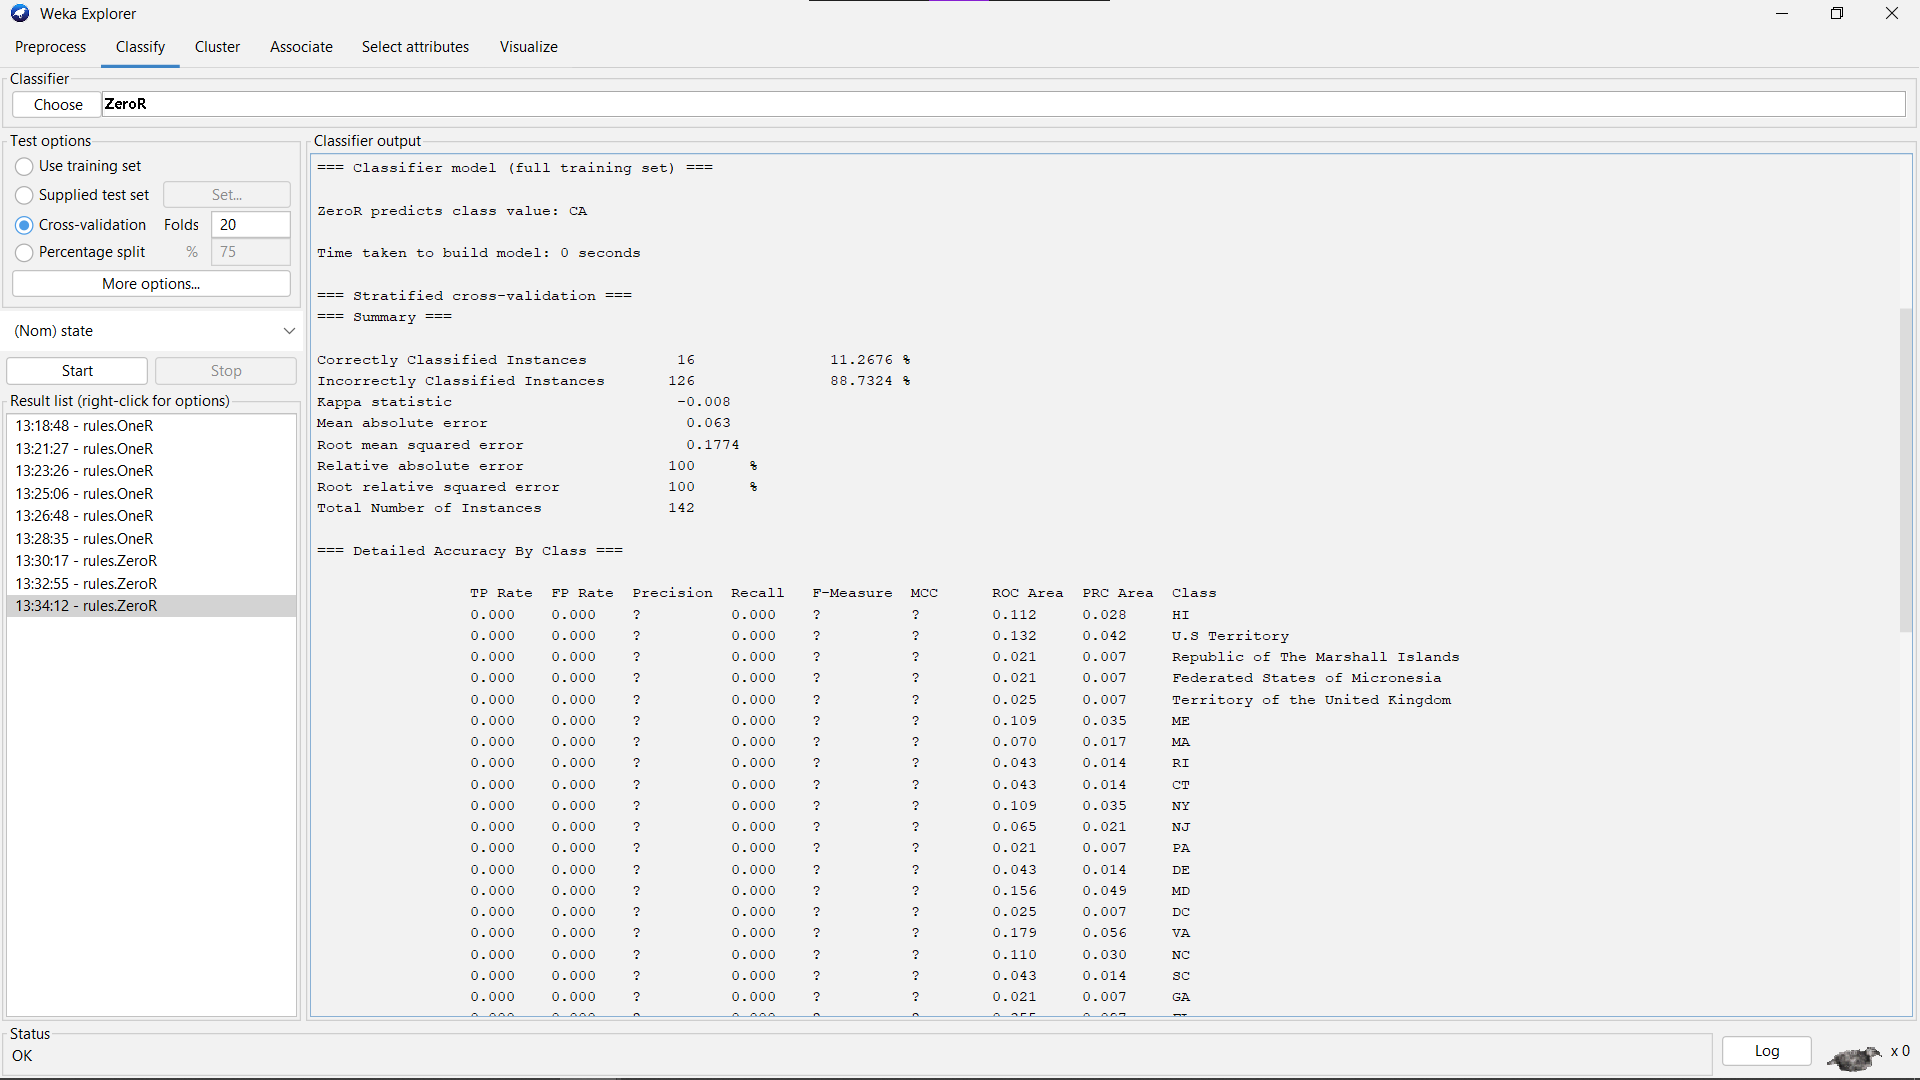 Weka Explorer
Preprocess Classify Cluster Associate Select attributes Visualize
Classifier
Choose ZeroR
Test options
Use training set
Supplied test set Set...
Cross-validation Folds 20
Percentage split % 75
More options...
(Nom) state
Start Stop
Result list (right-click for options)
13:18:48 - rules.OneR
13:21:27 - rules.OneR
13:23:26 - rules.OneR
13:25:06 - rules.OneR
13:26:48 - rules.OneR
13:28:35 - rules.OneR
13:30:17 - rules.ZeroR
13:32:55 - rules.ZeroR
13:34:12 - rules.ZeroR
Classifier output
=== Classifier model (full training set) ===
ZeroR predicts class value: CA
Time taken to build model: 0 seconds
=== Stratified cross-validation ===
=== Summary ===
Correctly Classified Instances 16 11.2676 %
Incorrectly Classified Instances 126 88.7324 %
Kappa statistic -0.008
Mean absolute error 0.063
Root mean squared error 0.1774
Relative absolute error 100 %
Root relative squared error 100 %
Total Number of Instances 142
=== Detailed Accuracy By Class ===
TP Rate FP Rate Precision Recall F-Measure MCC ROC Area PRC Area Class
0.000 0.000 ? 0.000 ? ? 0.112 0.028 HI
0.000 0.000 ? 0.000 ? ? 0.132 0.042 U.S Territory
0.000 0.000 ? 0.000 ? ? 0.021 0.007 Republic of The Marshall Islands
0.000 0.000 ? 0.000 ? ? 0.021 0.007 Federated States of Micronesia
0.000 0.000 ? 0.000 ? ? 0.025 0.007 Territory of the United Kingdom
0.000 0.000 ? 0.000 ? ? 0.109 0.035 ME
0.000 0.000 ? 0.000 ? ? 0.070 0.017 MA
0.000 0.000 ? 0.000 ? ? 0.043 0.014 RI
0.000 0.000 ? 0.000 ? ? 0.043 0.014 CT
0.000 0.000 ? 0.000 ? ? 0.109 0.035 NY
0.000 0.000 ? 0.000 ? ? 0.065 0.021 NJ
0.000 0.000 ? 0.000 ? ? 0.021 0.007 PA
0.000 0.000 ? 0.000 ? ? 0.043 0.014 DE
0.000 0.000 ? 0.000 ? ? 0.156 0.049 MD
0.000 0.000 ? 0.000 ? ? 0.025 0.007 DC
0.000 0.000 ? 0.000 ? ? 0.179 0.056 VA
0.000 0.000 ? 0.000 ? ? 0.110 0.030 NC
0.000 0.000 ? 0.000 ? ? 0.043 0.014 SC
0.000 0.000 ? 0.000 ? ? 0.021 0.007 GA
Status
OK
Log x 0